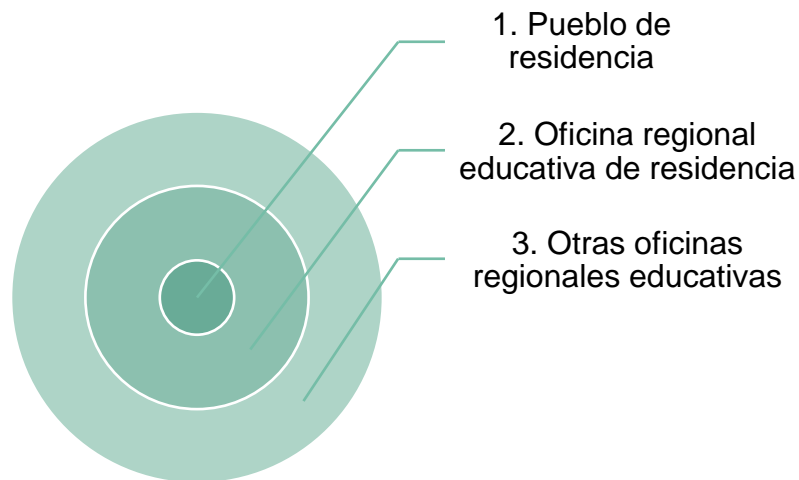 1. Pueblo de
residencia
2. Oficina regional
educativa de residencia
3. Otras oficinas
regionales educativas